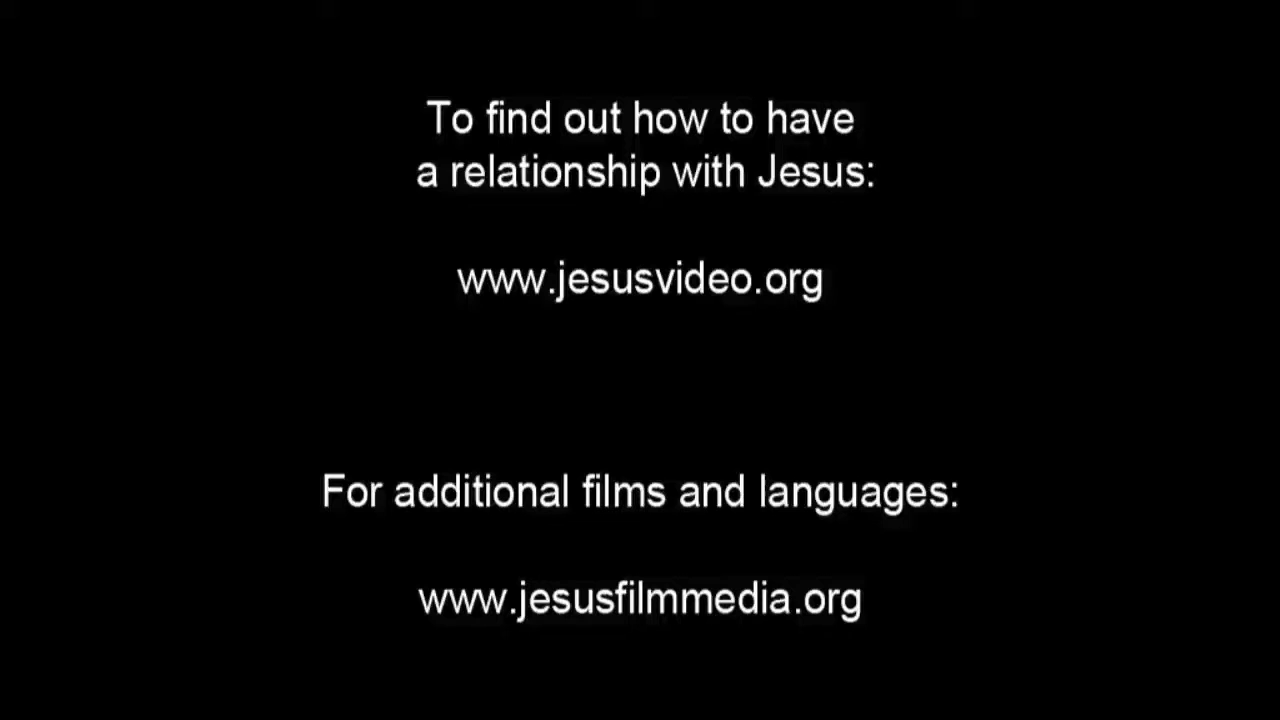 To find out how to have
a relationship with Jesus:
www.jesusvideo.org
For additional films and languages:
www.jesusfilmmedia.org